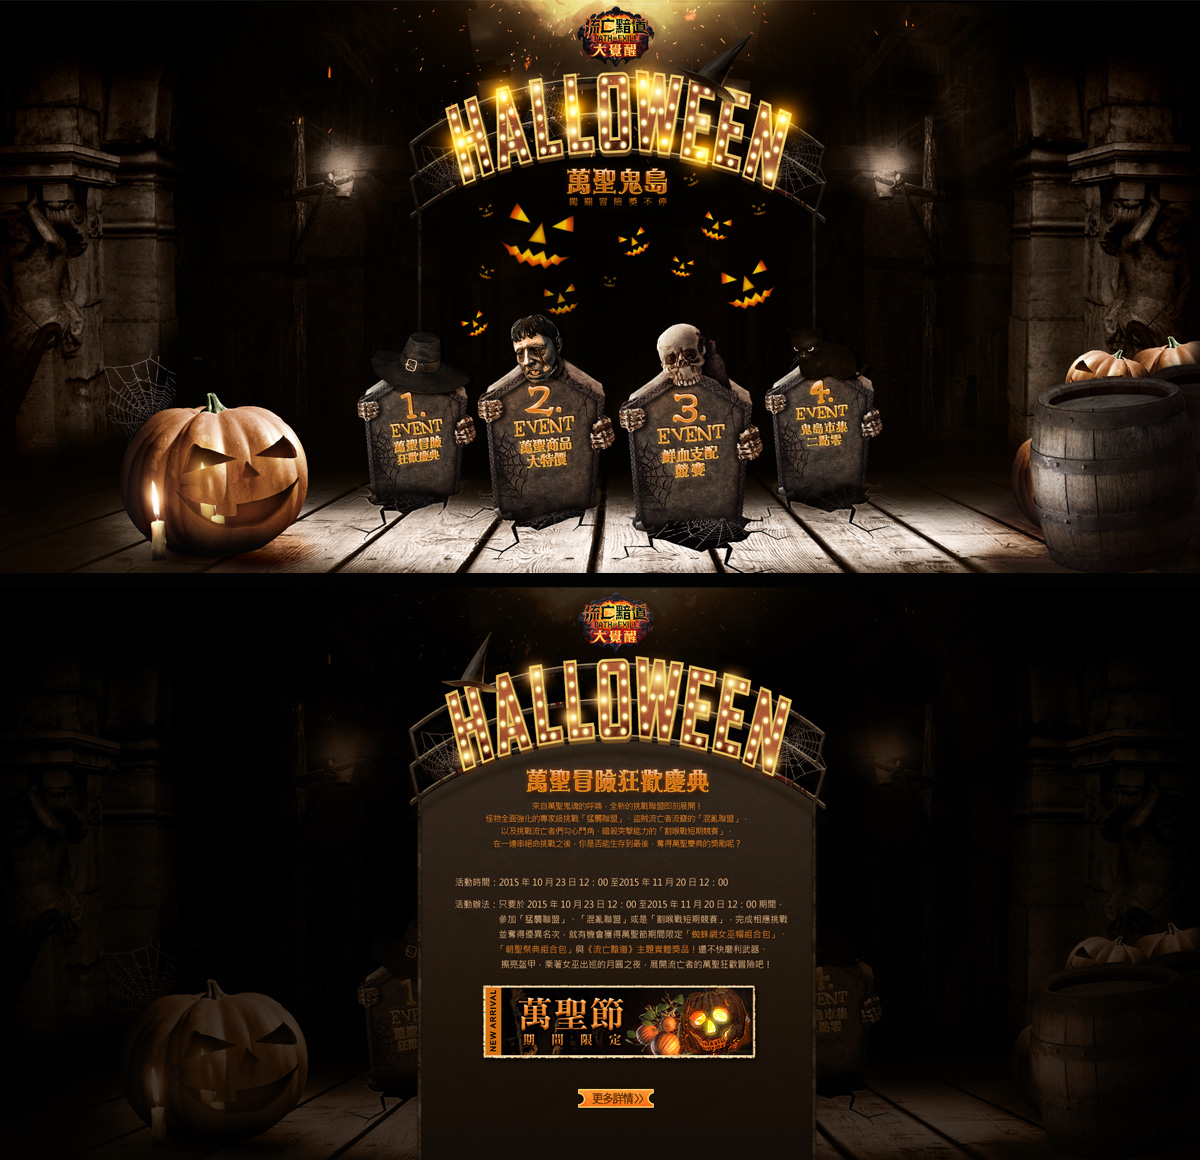 流亡黯道
PATH OF EXILE
大覺醒
HALLOWEEN
萬聖鬼島
闖關冒險獎不停
1.
EVENT
萬聖冒險
狂歡慶典
2.
EVENT
萬聖商品
大特價
3.
EVENT
鮮血支配
競賽
4.
EVENT
鬼島市集
二點零
流亡黯道
PATH OF EXILE
大覺醒
HALLOWEEN
萬聖冒險狂歡慶典
來自萬聖鬼魂的呼喚，全新的挑戰聯盟即刻展開！
怪物全面強化的專家級挑戰「猛襲聯盟」、盜賊流亡者流竄的「混亂聯盟」，
以及挑戰流亡者們勾心鬥角、暗殺突擊能力的「割喉戰短期競賽」，
在一連串絕命挑戰之後，你是否能生存到最後，奪得萬聖慶典的獎勵呢？
活動時間：2015 年 10 月 23 日 12：00 至2015 年 11 月 20 日 12：00
活動辦法：只要於 2015 年 10 月 23 日 12：00 至2015 年 11 月 20 日 12：00 期間，
參加「猛襲聯盟」、「混亂聯盟」或是「割喉戰短期競賽」，完成相應挑戰
並奪得優異名次，就有機會獲得萬聖節期間限定「蜘蛛網女巫帽組合包」、
「朝聖祭典組合包」與《流亡黯道》主題實體獎品！還不快磨利武器、
擦亮盔甲，乘著女巫出巡的月圓之夜，展開流亡者的萬聖狂歡冒險吧！
NEW ARRIVAL
萬聖節
期間限定
更多詳情》